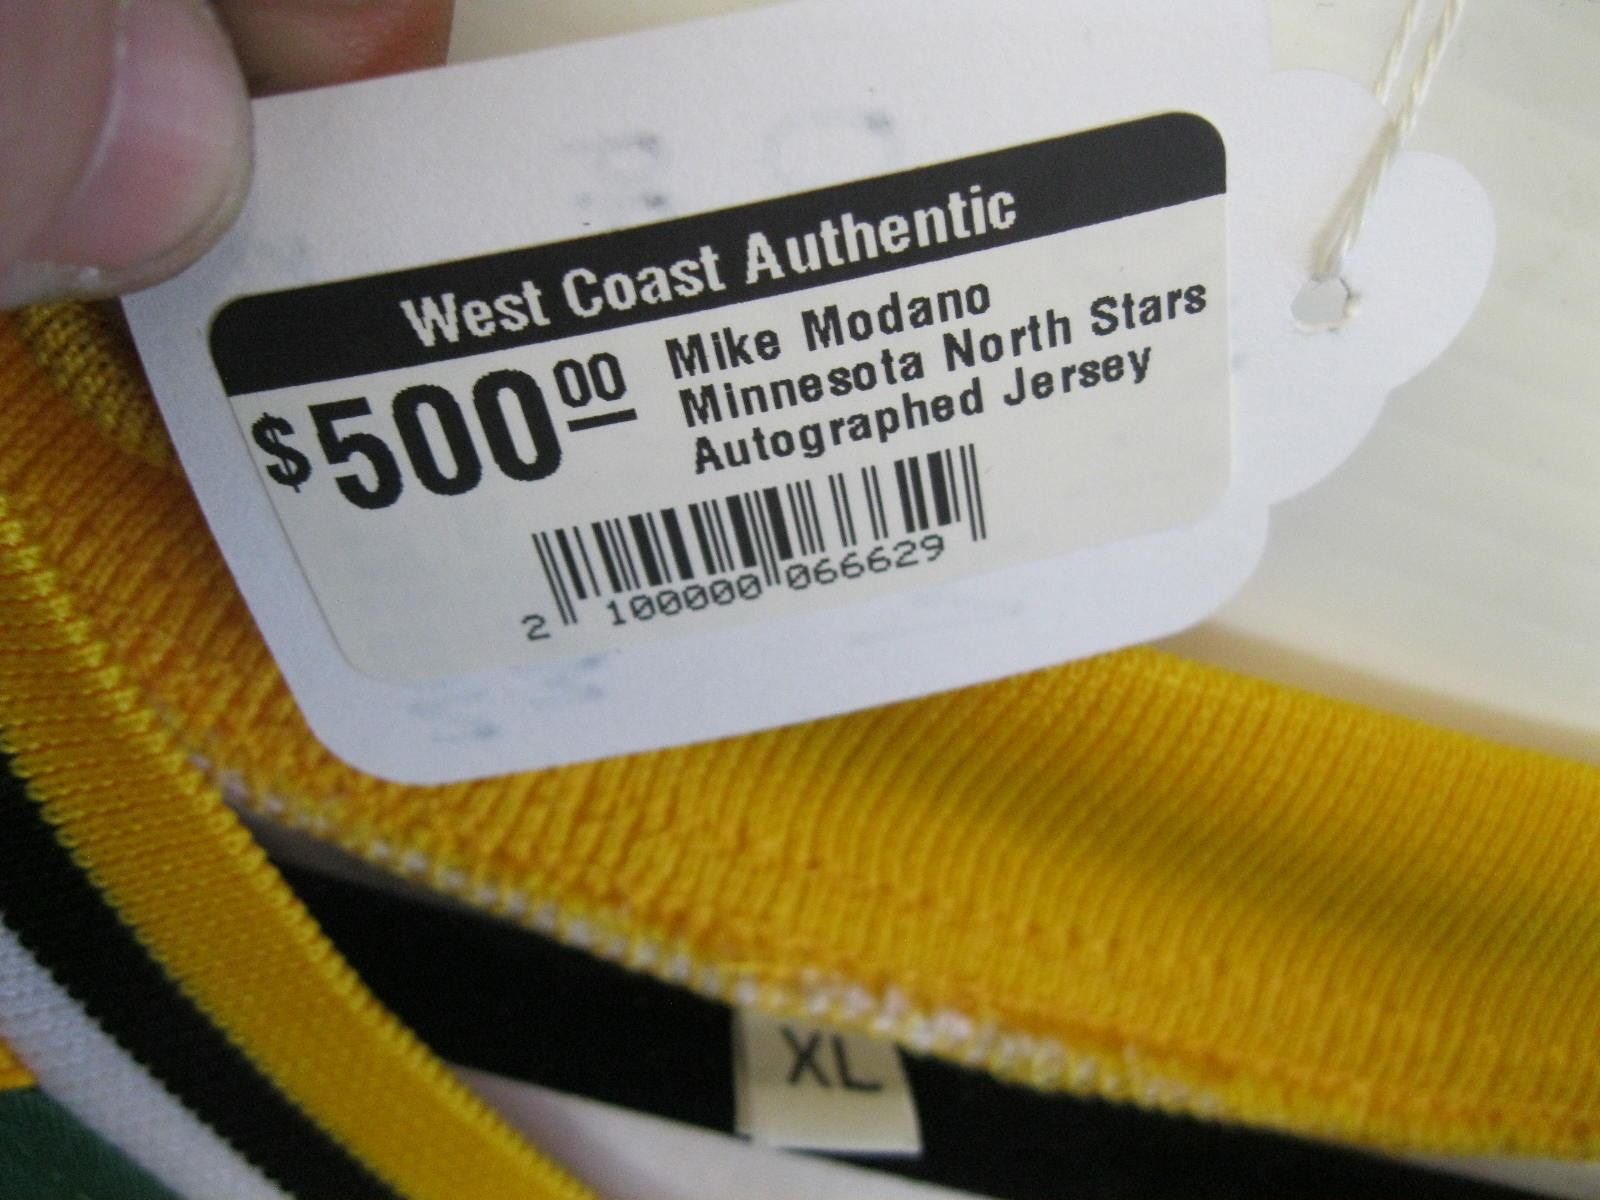 West Coast Authentic
$500.00 Mike Modano
Minnesota North Stars
Autographed Jersey
2 100000 066629
XL